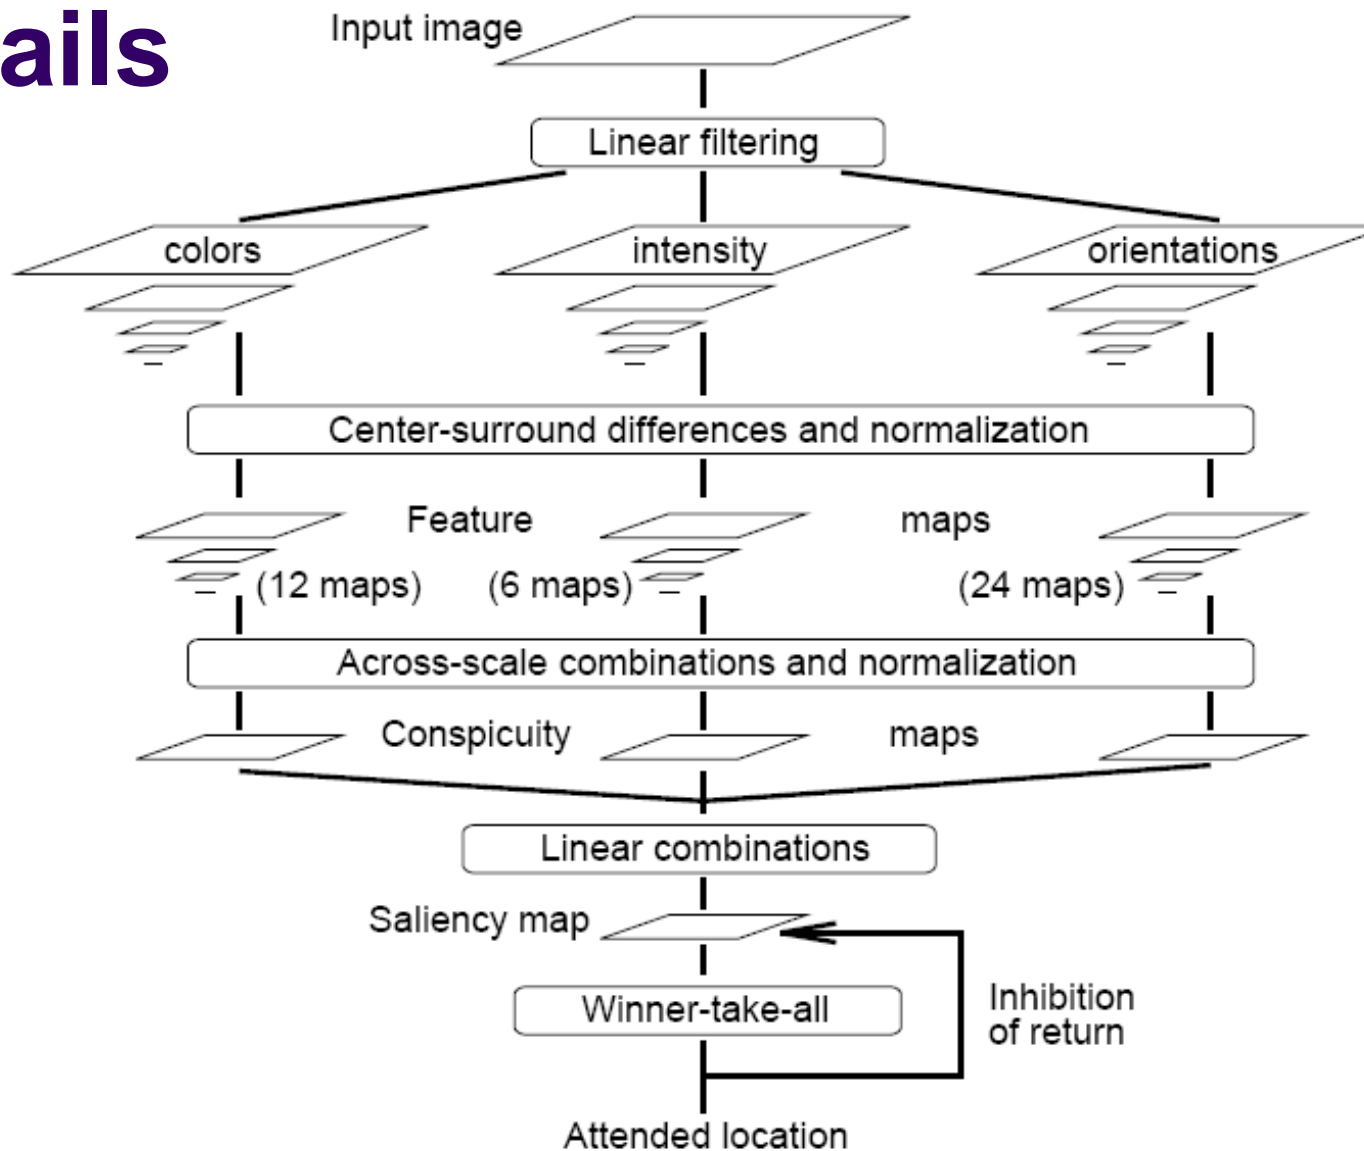 ails
Input image
Linear filtering
colors
intensity
orientations
Center-surround differences and normalization
Feature maps
(12 maps) (6 maps) (24 maps)
Across-scale combinations and normalization
Conspicuity maps
Linear combinations
Saliency map
Winner-take-all
Inhibition
of return
Attended location